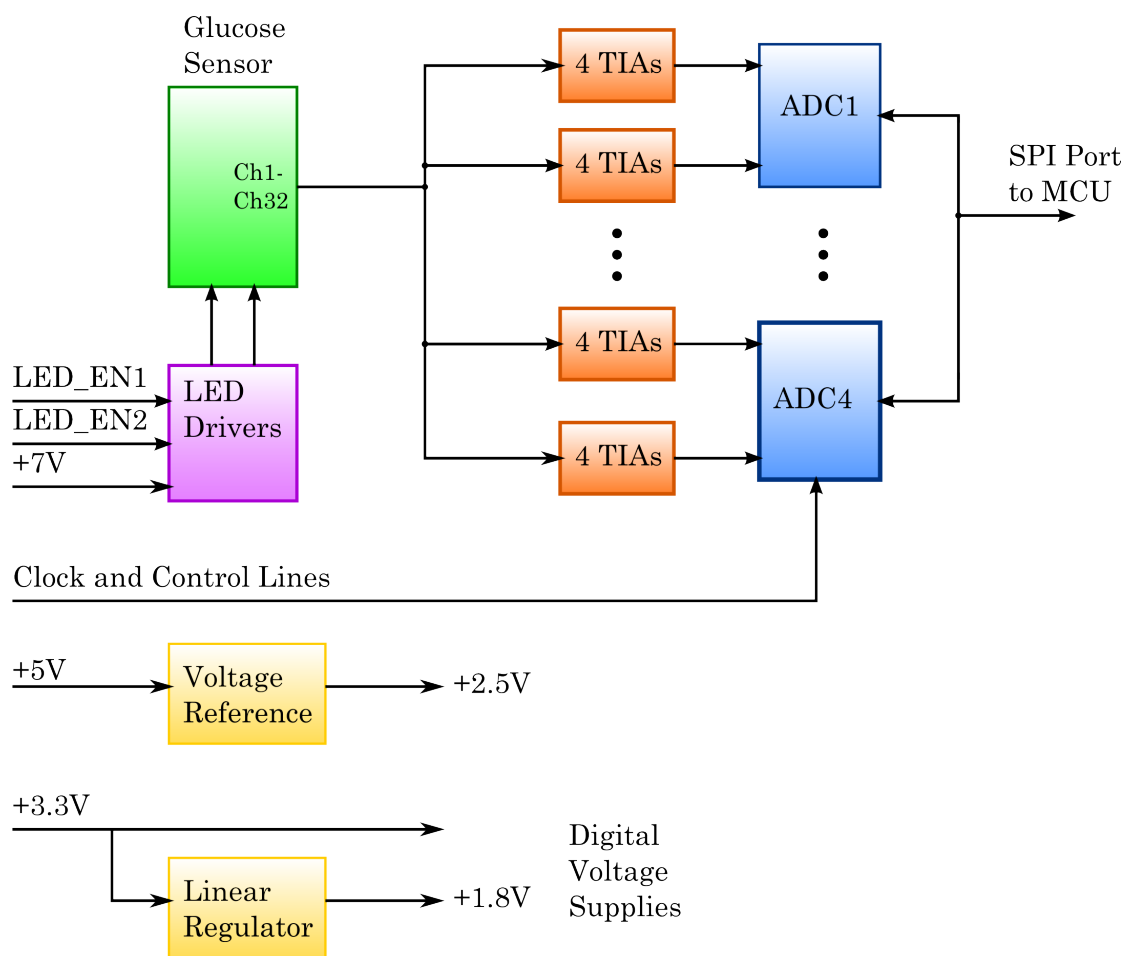 Glucose
Sensor
Ch1-
Ch32
4 TIAs
4 TIAs
4 TIAs
4 TIAs
ADC1
ADC4
SPI Port
to MCU
LED_EN1
LED_EN2
+7V
LED
Drivers
Clock and Control Lines
+5V
Voltage
Reference
+2.5V
+3.3V
Linear
Regulator
+1.8V
Digital
Voltage
Supplies